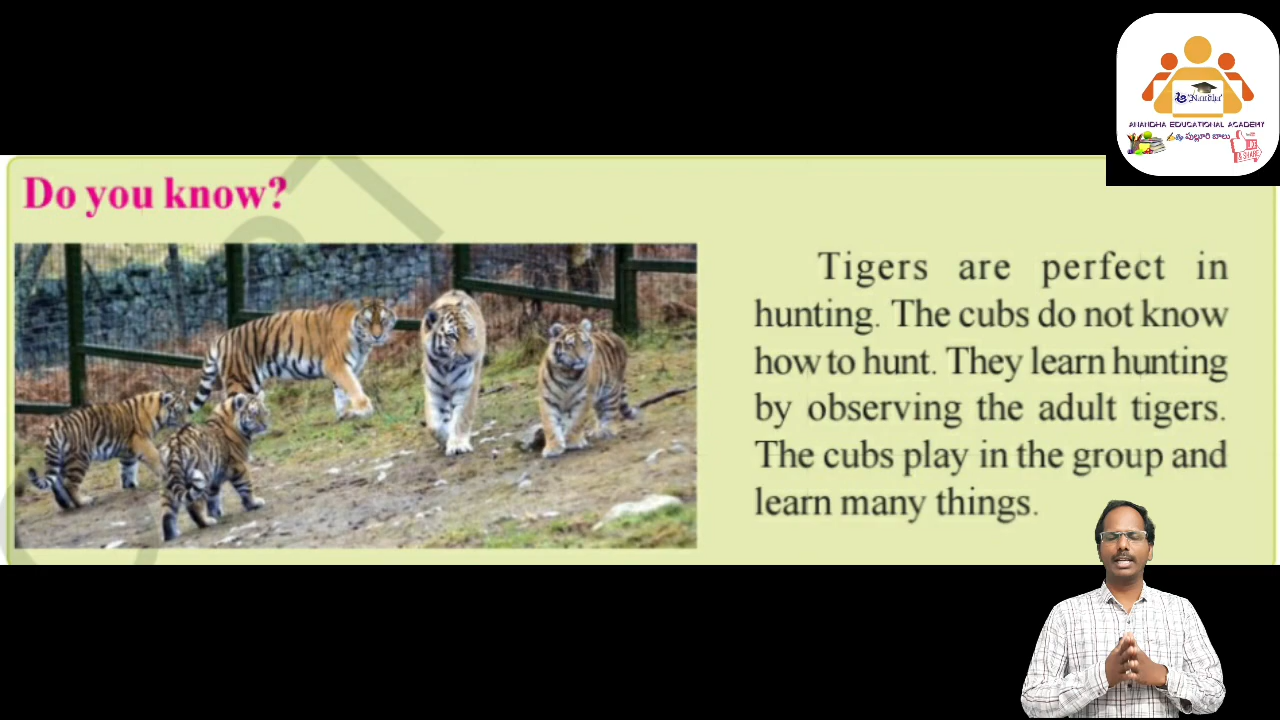 ANANDHA EDUCATIONAL ACADEMY
పుల్లూరి బాలు
& SHARE
Do you know?
Tigers are perfect in
hunting. The cubs do not know
how to hunt. They learn hunting
by observing the adult tigers.
The cubs play in the group and
learn many things.